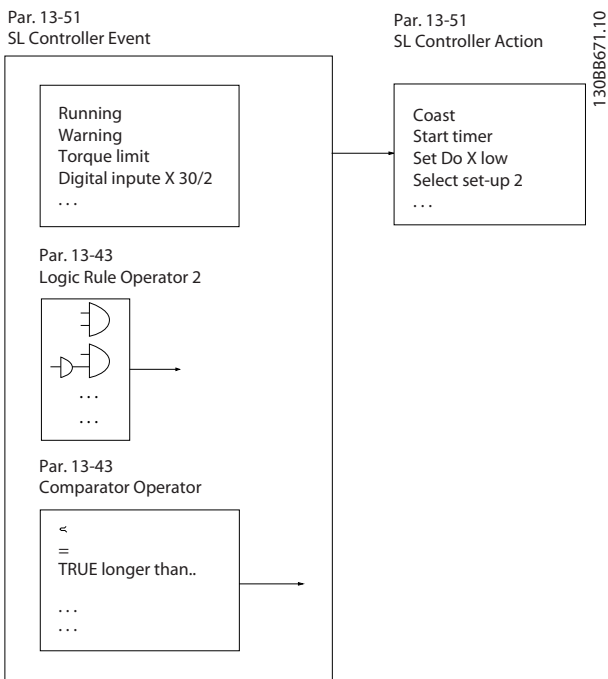 Par. 13-51
SL Controller Event
Par. 13-51
SL Controller Action
130BB671.10
Running
Warning
Torque limit
Digital inpute X 30/2
. . .
Coast
Start timer
Set Do X low
Select set-up 2
. . .
Par. 13-43
Logic Rule Operator 2
. . .
. . .
Par. 13-43
Comparator Operator
<
=
TRUE longer than..
. . .
. . .